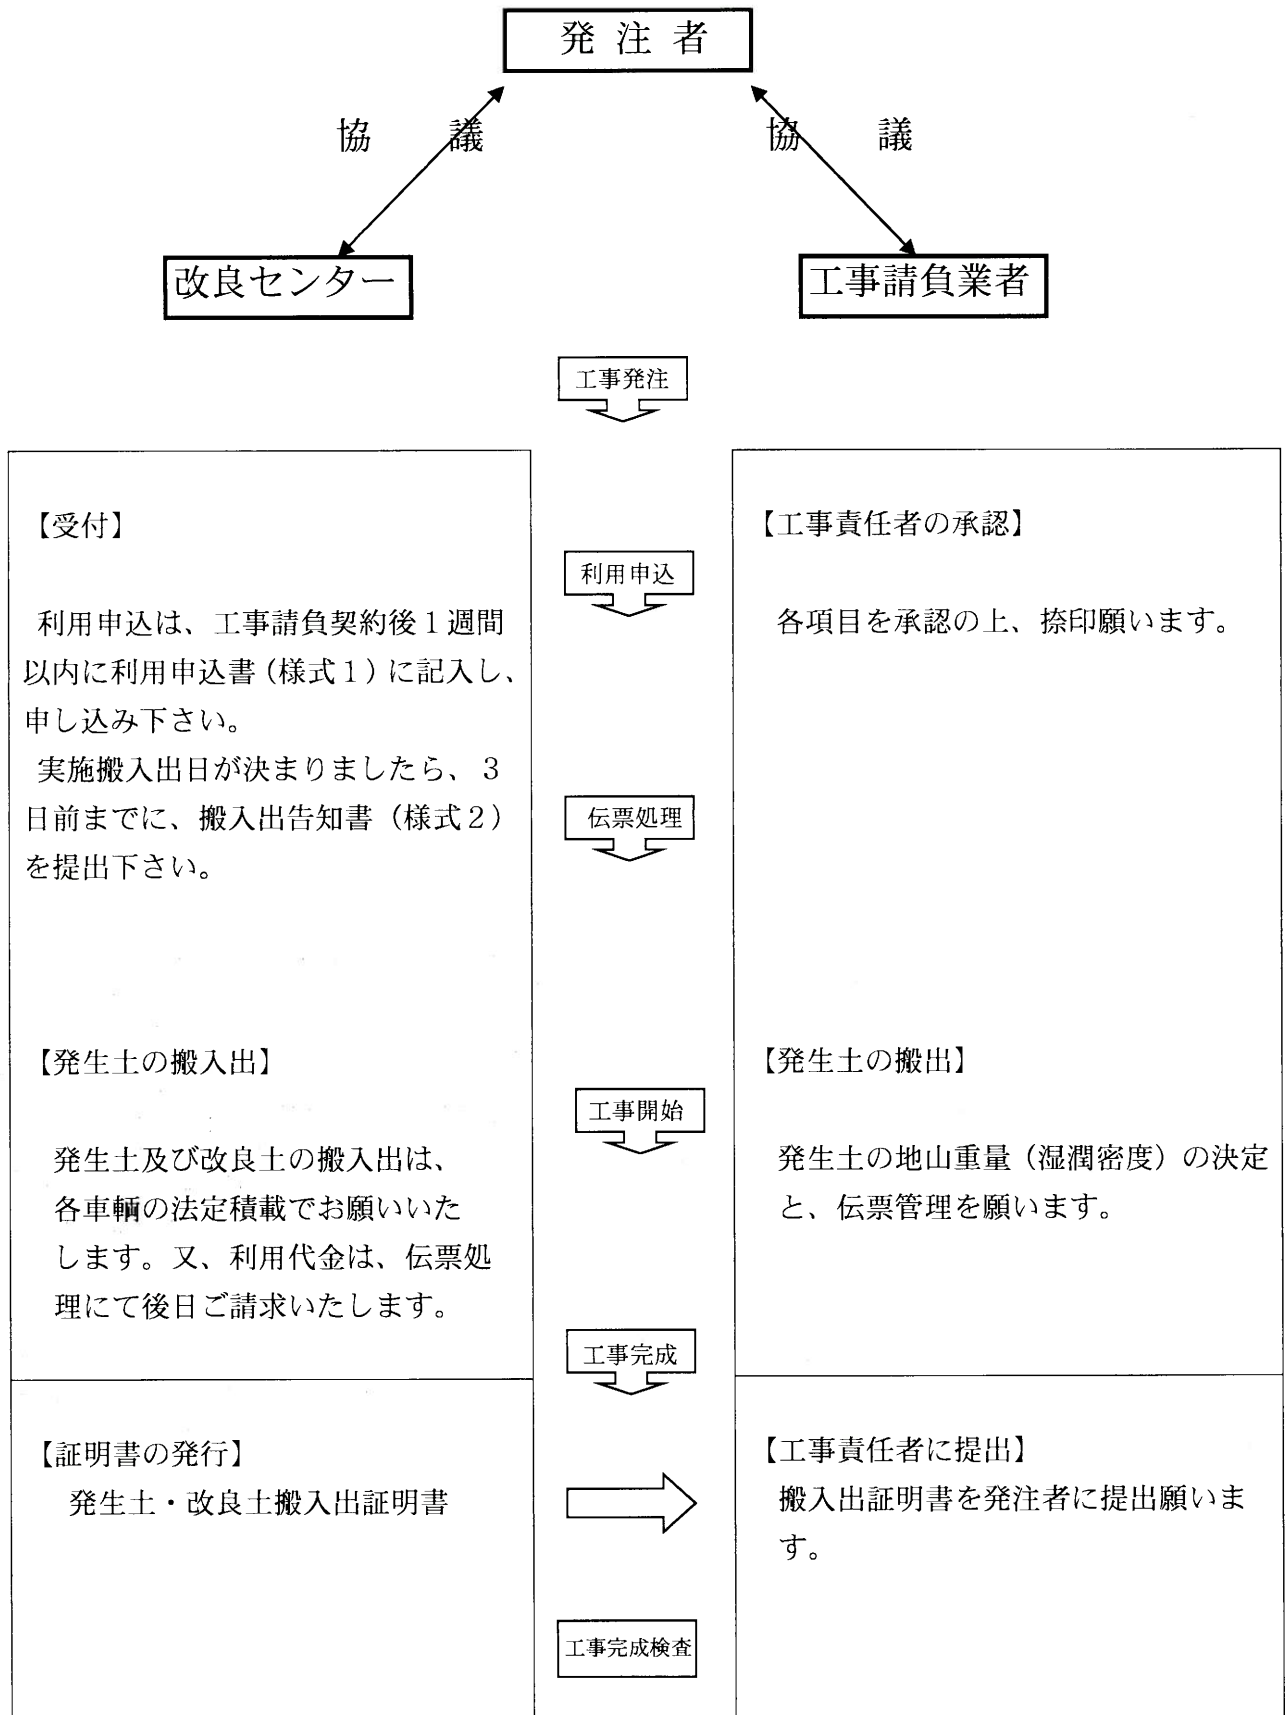 発 注 者
協 議
協 議
改良センター
工事請負業者
工事発注
【受付】
利用申込は、工事請負契約後1週間
以内に利用申込書（様式1）に記入し、
申し込み下さい。
実施搬入出日が決まりましたら、3
日前までに、搬入出告知書（様式2）
を提出下さい。
【発生土の搬入出】
発生土及び改良土の搬入出は、
各車輌の法定積載でお願いいた
します。又、利用代金は、伝票処
理にて後日ご請求いたします。
【証明書の発行】
発生土・改良土搬入出証明書
利用申込
伝票処理
工事開始
工事完成
工事完成検査
【工事責任者の承認】
各項目を承認の上、捺印願います。
【発生土の搬出】
発生土の地山重量（湿潤密度）の決定
と、伝票管理を願います。
【工事責任者に提出】
搬入出証明書を発注者に提出願いま
す。